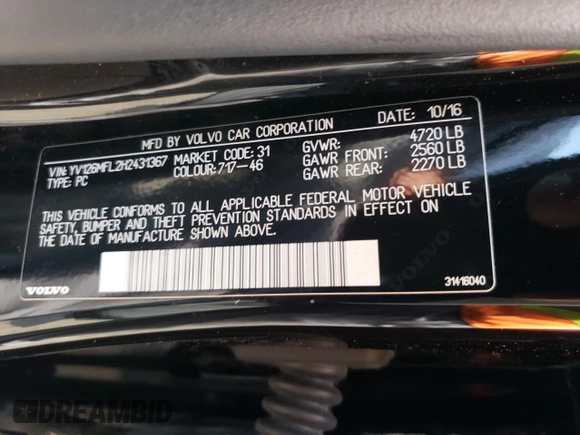 MFD BY VOLVO CAR CORPORATION DATE: 10/16
VIN: YV126MFL2H2431367 MARKET CODE: 31 GVWR: 4720 LB
TYPE: PC COLOUR: 717-46 GAWR FRONT: 2560 LB
GAWR REAR: 2270 LB
THIS VEHICLE CONFORMS TO ALL APPLICABLE FEDERAL MOTOR VEHICLE
SAFETY, BUMPER AND THEFT PREVENTION STANDARDS IN EFFECT ON
THE DATE OF MANUFACTURE SHOWN ABOVE.
VOLVO 31416040
DREAMBID